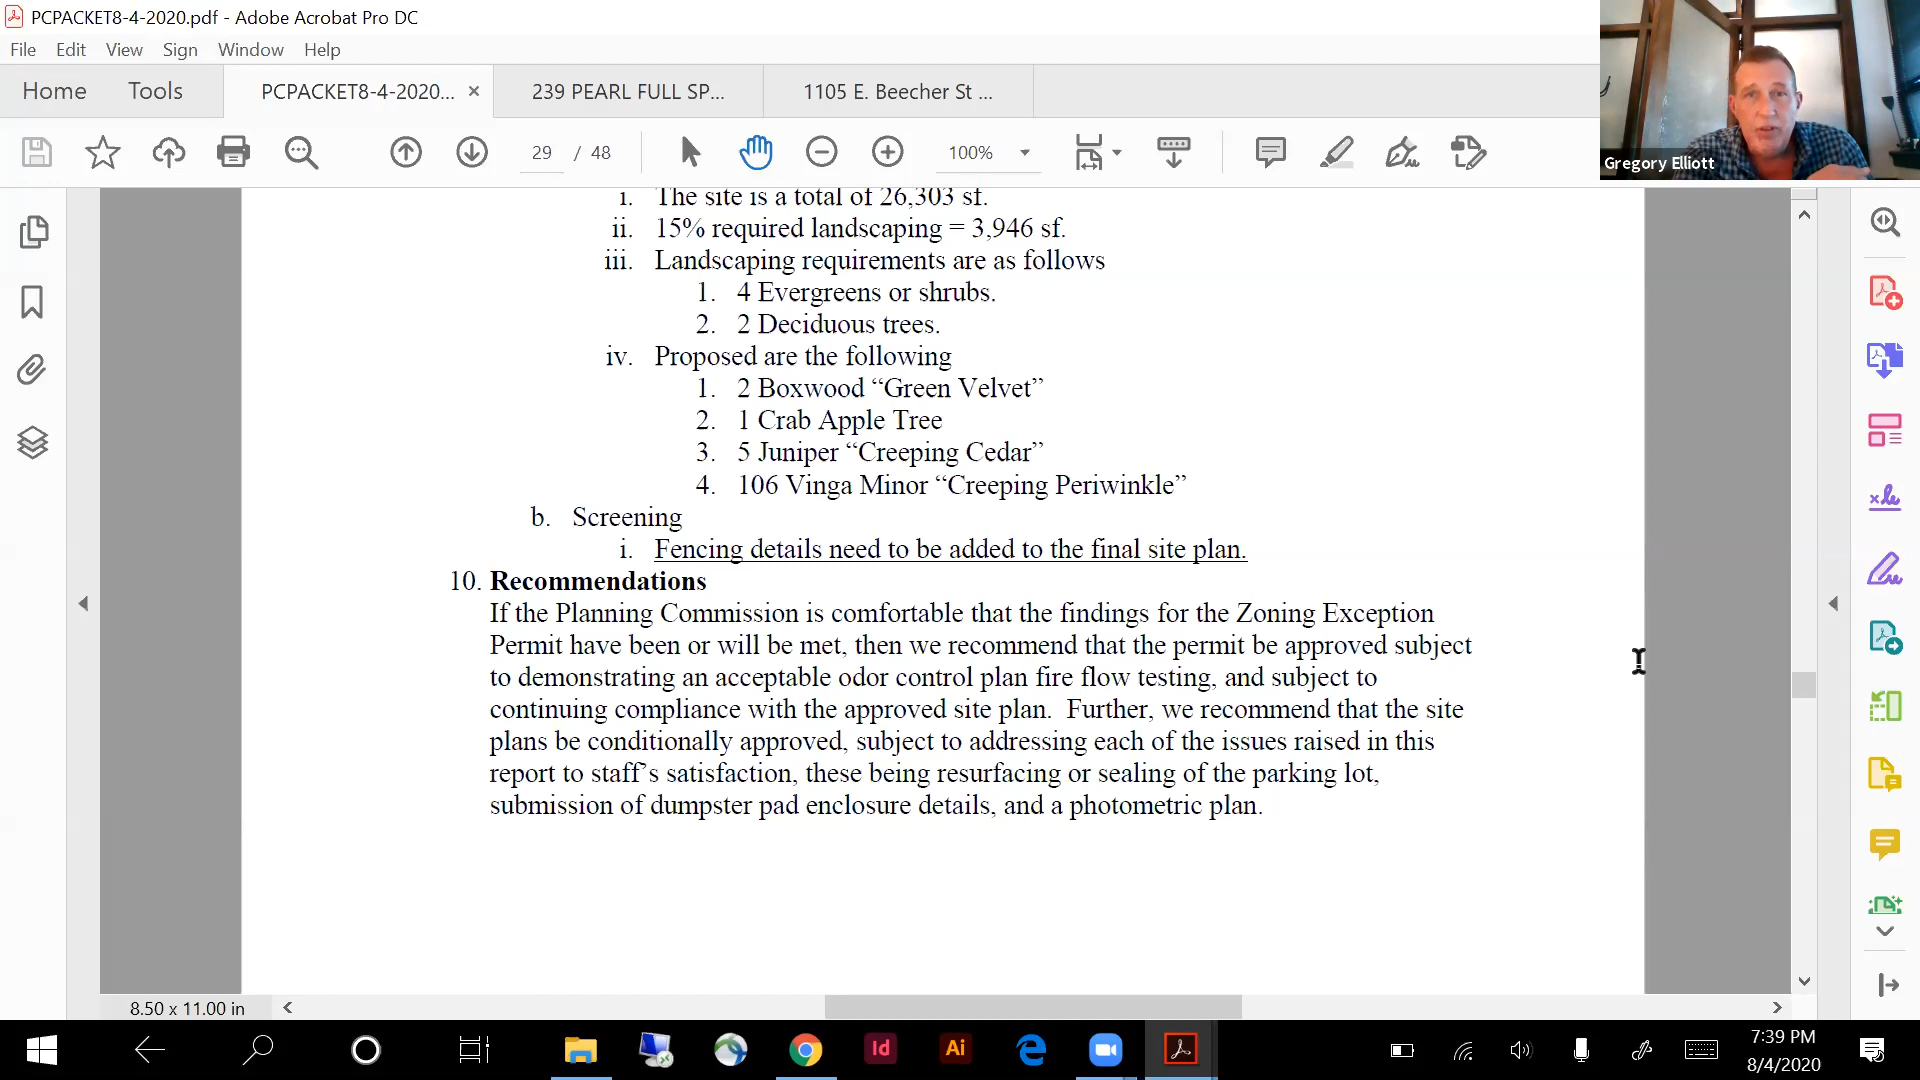 PCPACKET8-4-2020.pdf - Adobe Acrobat Pro DC
File Edit View Sign Window Help
Home Tools PCPACKET8-4-2020... × 239 PEARL FULL SP... 1105 E. Beecher St ...
29 / 48 100%
Gregory Elliott
i. The site is a total of 26,303 sf.
ii. 15% required landscaping = 3,946 sf.
iii. Landscaping requirements are as follows
1. 4 Evergreens or shrubs.
2. 2 Deciduous trees.
iv. Proposed are the following
1. 2 Boxwood “Green Velvet”
2. 1 Crab Apple Tree
3. 5 Juniper “Creeping Cedar”
4. 106 Vinga Minor “Creeping Periwinkle”
b. Screening
i. Fencing details need to be added to the final site plan.
10. Recommendations
If the Planning Commission is comfortable that the findings for the Zoning Exception
Permit have been or will be met, then we recommend that the permit be approved subject
to demonstrating an acceptable odor control plan fire flow testing, and subject to
continuing compliance with the approved site plan.  Further, we recommend that the site
plans be conditionally approved, subject to addressing each of the issues raised in this
report to staff’s satisfaction, these being resurfacing or sealing of the parking lot,
submission of dumpster pad enclosure details, and a photometric plan.
8.50 x 11.00 in
Id Ai
7:39 PM
8/4/2020